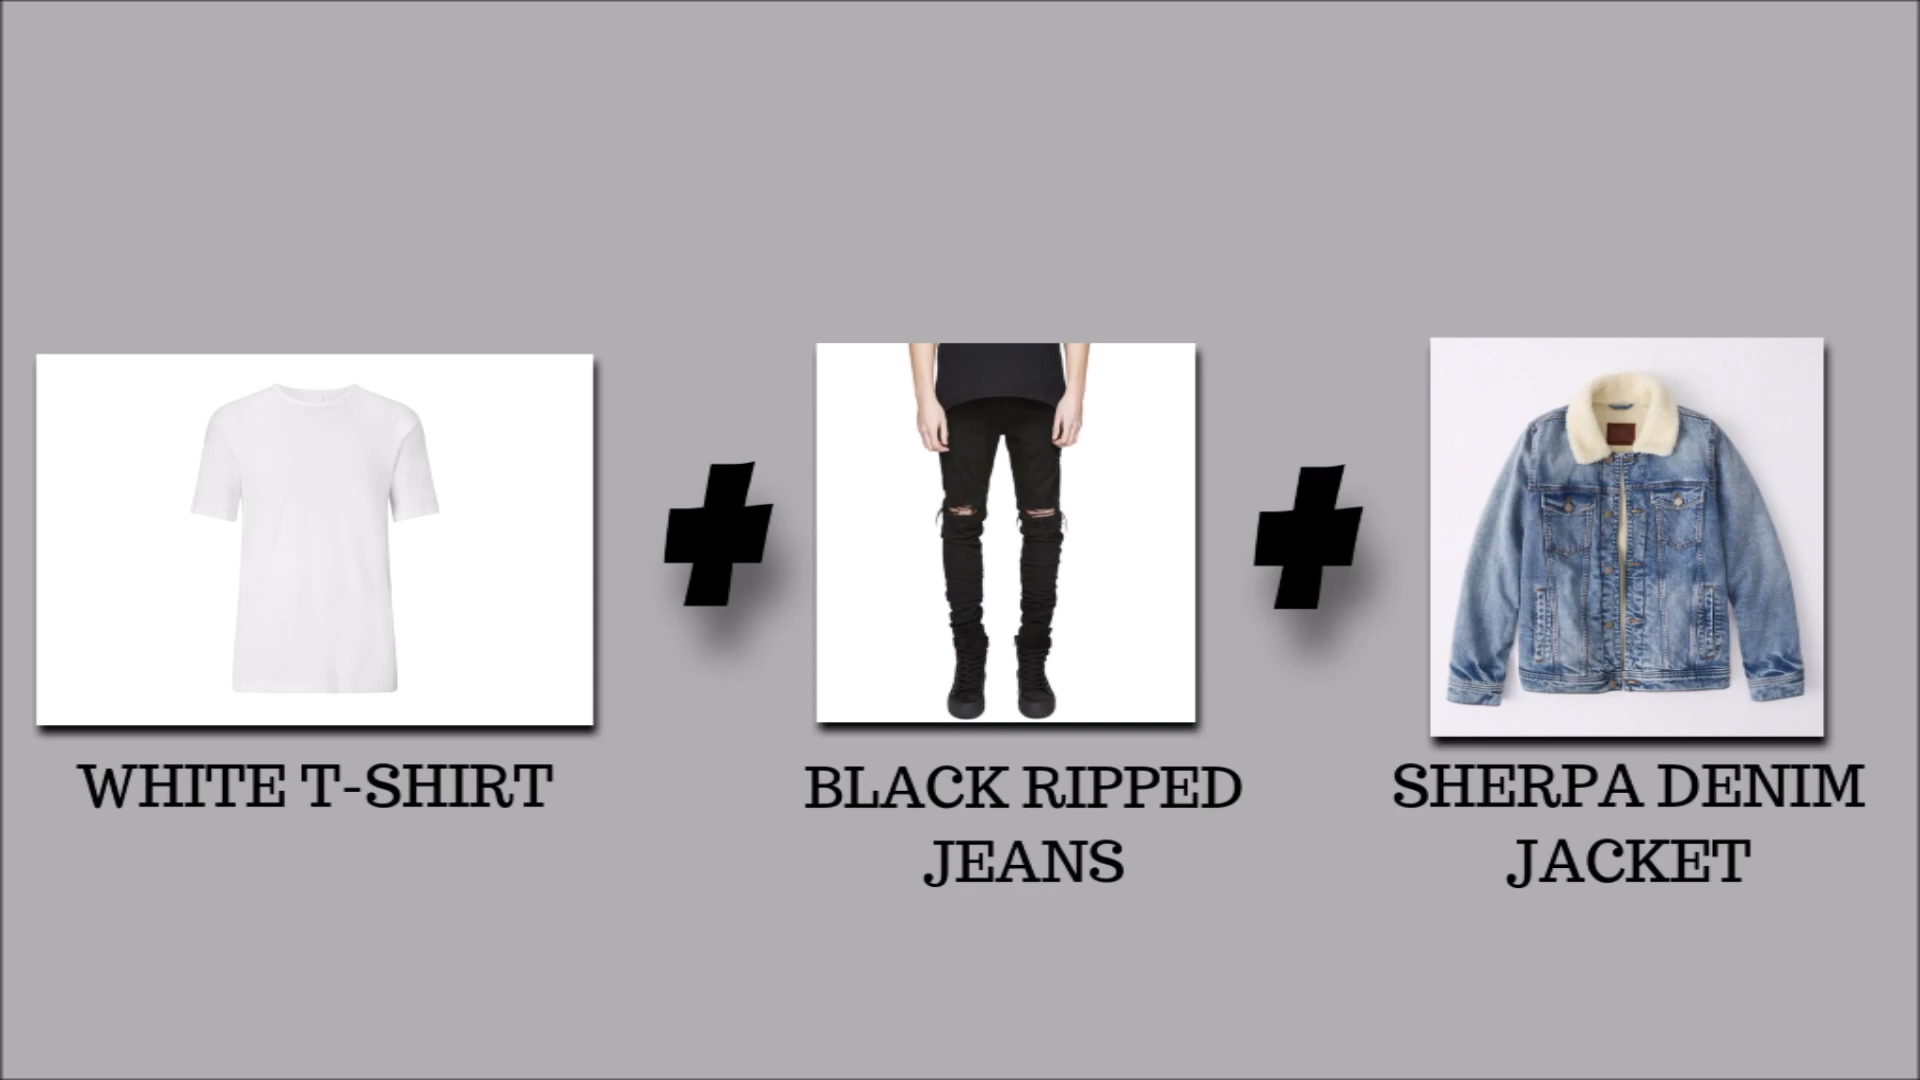 WHITE T-SHIRT
BLACK RIPPED
JEANS
SHERPA DENIM
JACKET